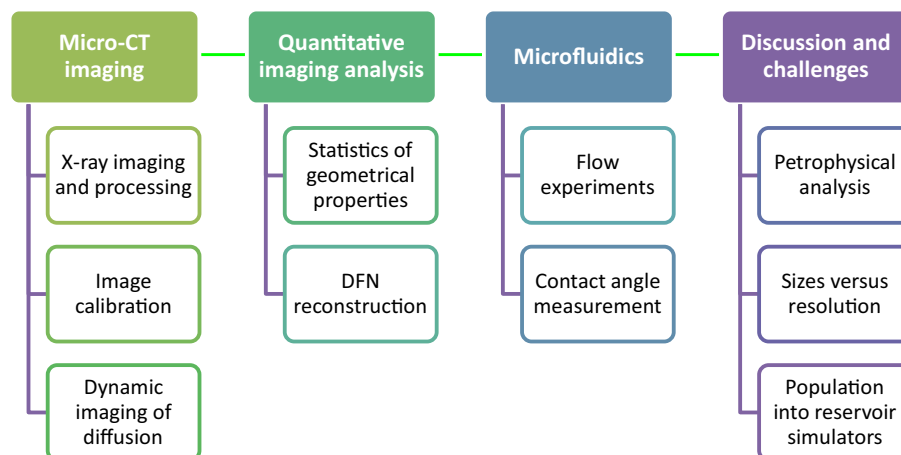 Micro-CT
imaging
Quantitative
imaging analysis
Microfluidics
Discussion and
challenges
X-ray imaging
and processing
Image
calibration
Dynamic
imaging of
diffusion
Statistics of
geometrical
properties
DFN
reconstruction
Flow
experiments
Contact angle
measurement
Petrophysical
analysis
Sizes versus
resolution
Population
into reservoir
simulators